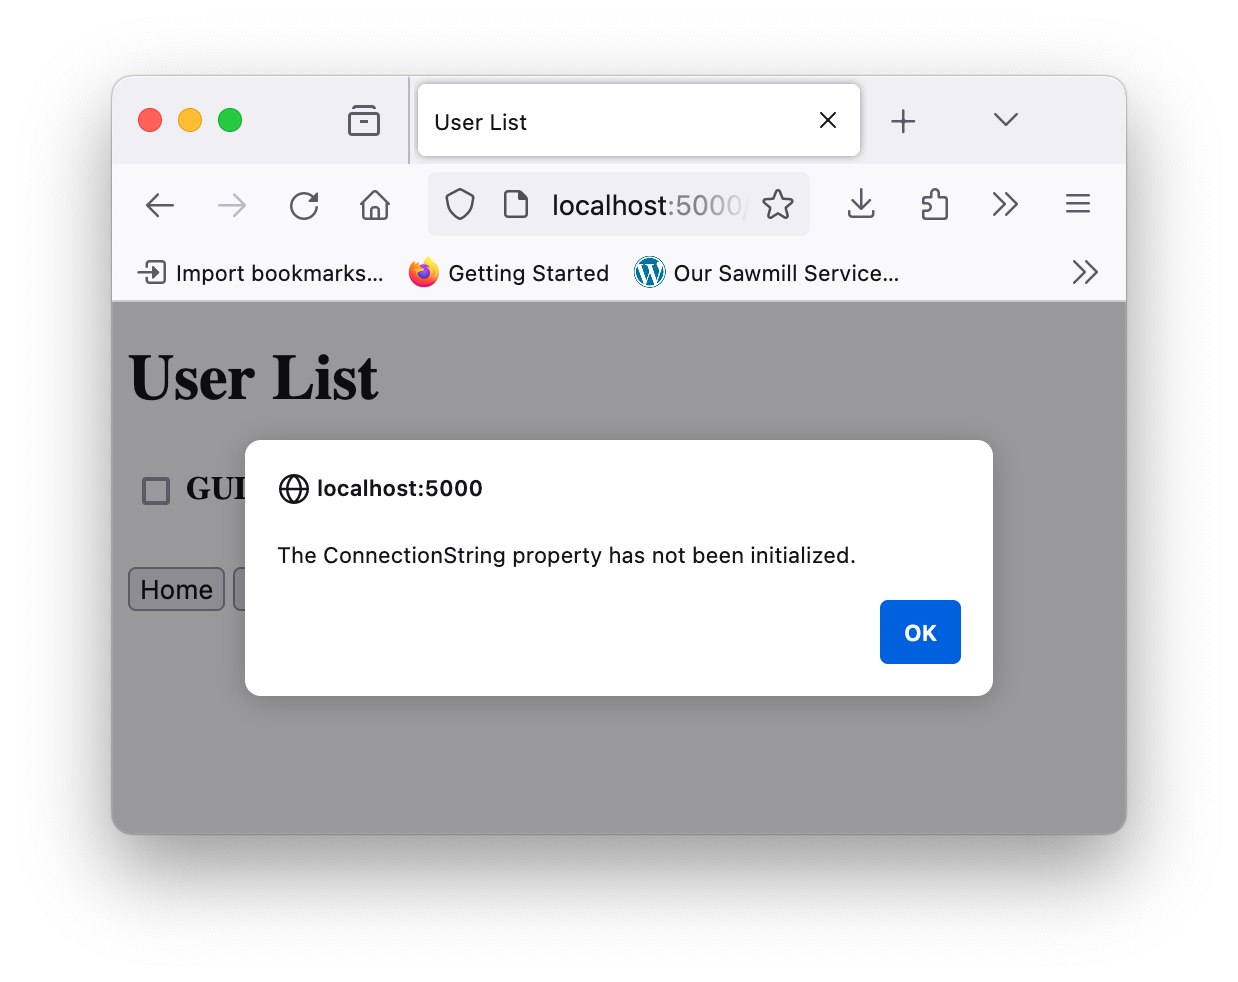 User List
localhost:5000/
Import bookmarks... Getting Started Our Sawmill Service...
User List
localhost:5000
The ConnectionString property has not been initialized.
OK
Home